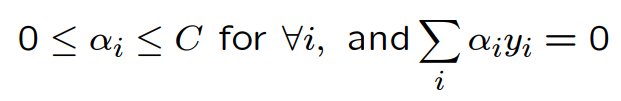 0 ≤ αᵢ ≤ C for ∀i, and ∑ᵢ αᵢyᵢ = 0